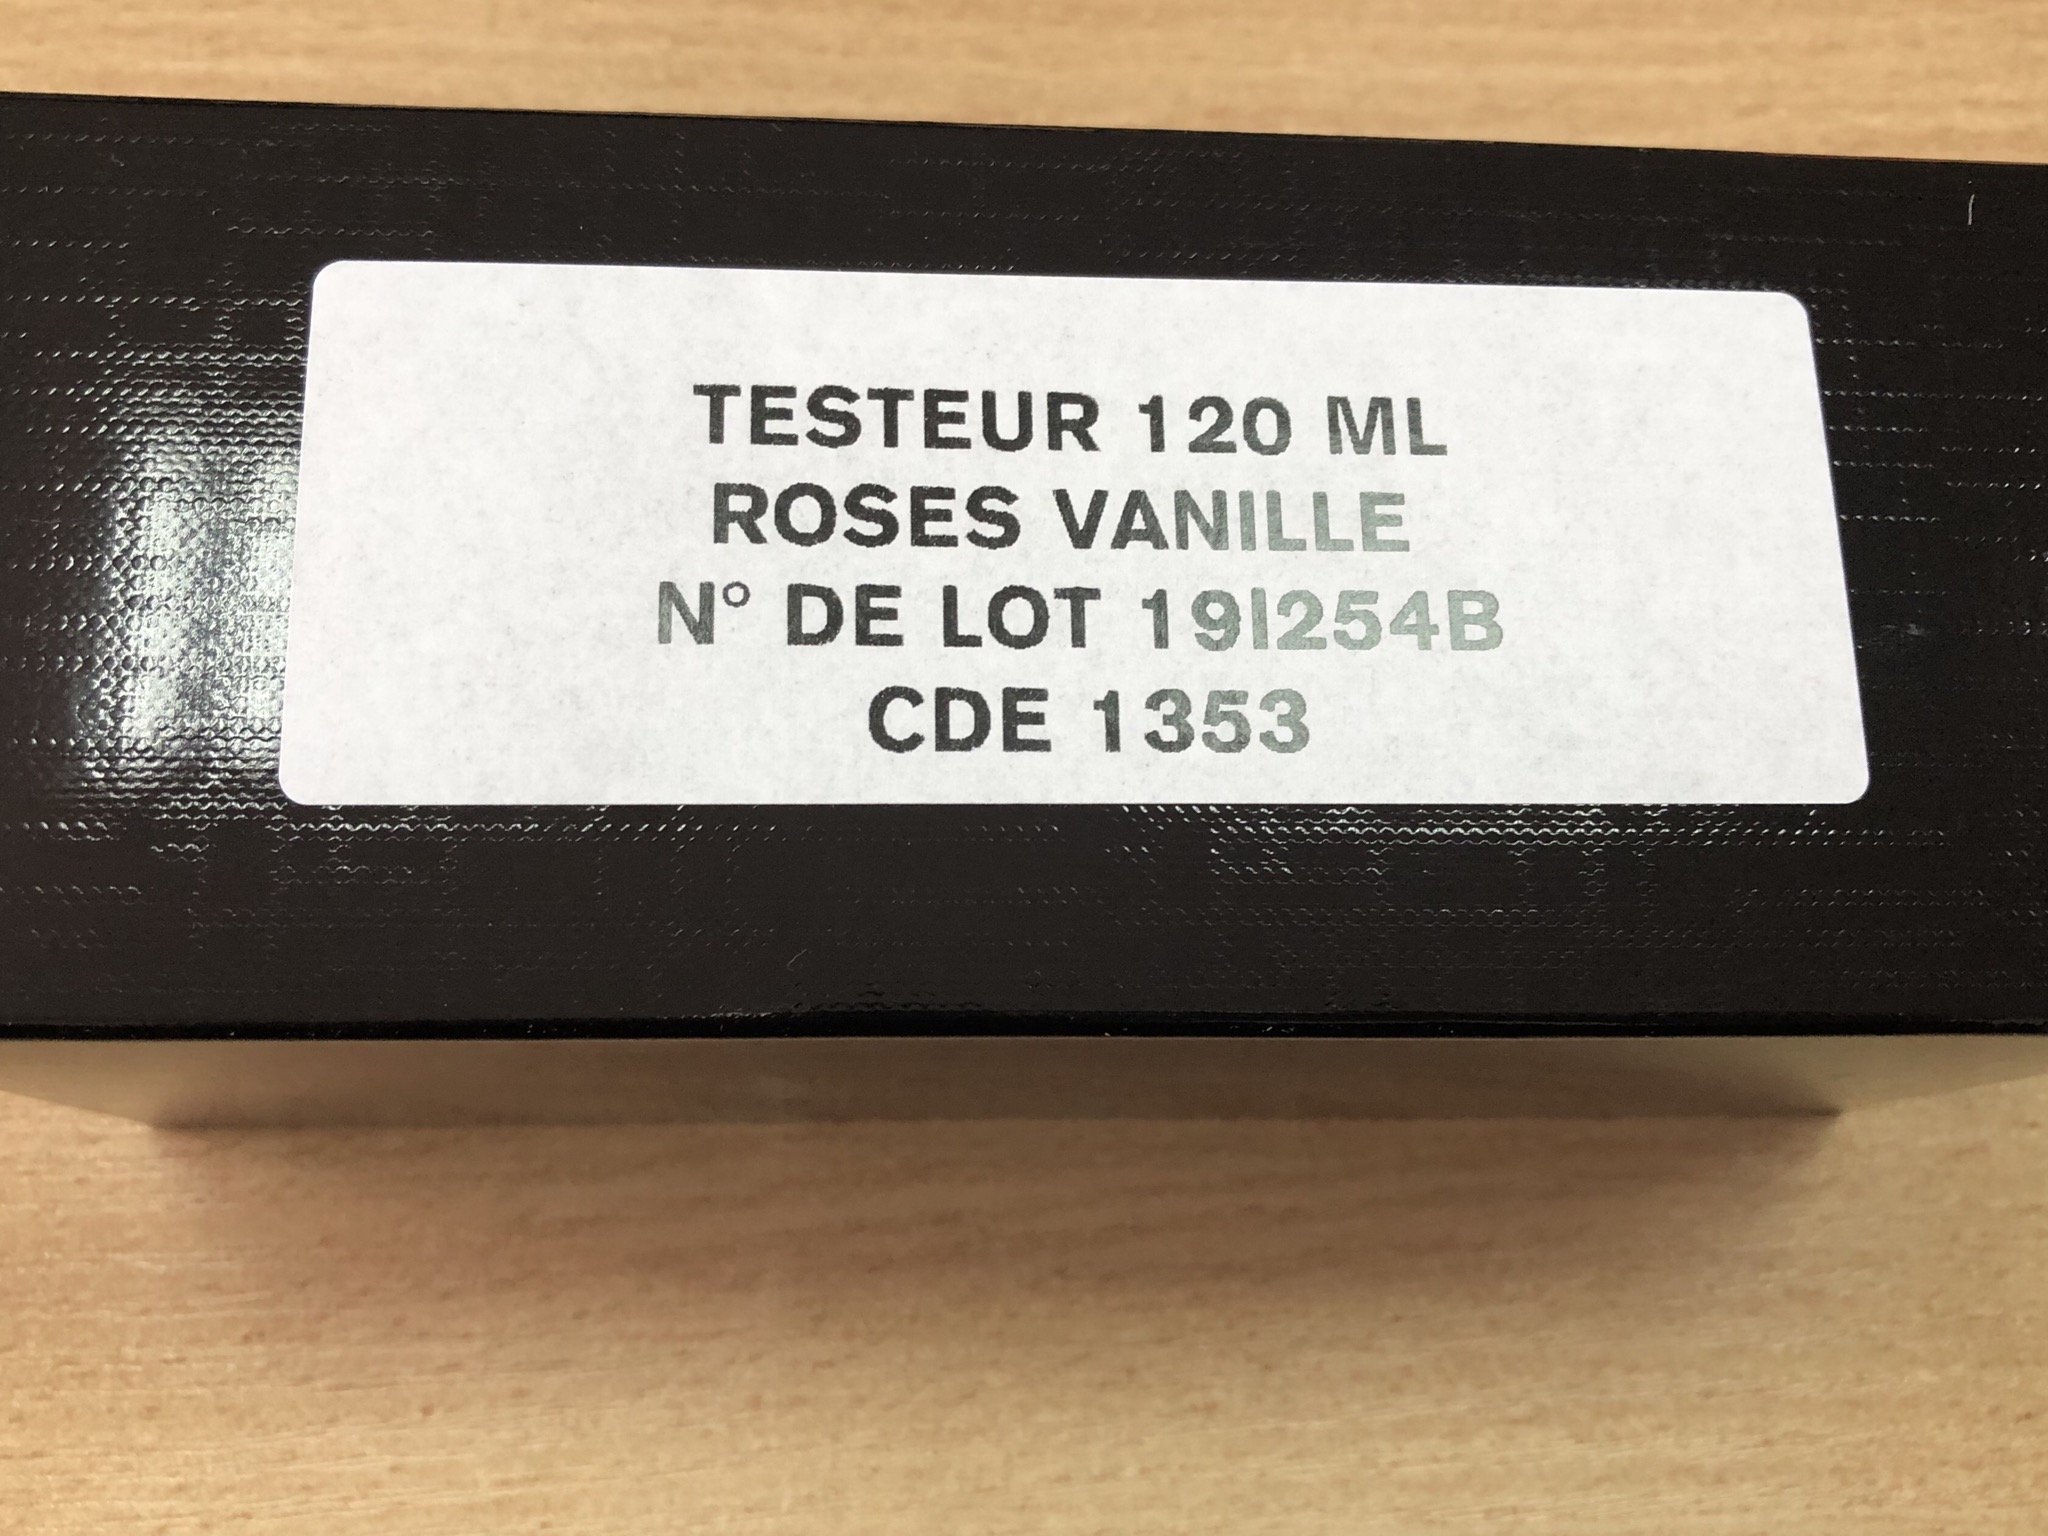 TESTEUR 120 ML
ROSES VANILLE
N° DE LOT 19I254B
CDE 1353